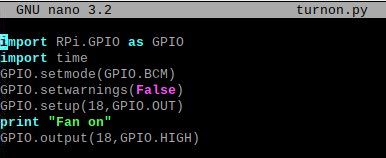 GNU nano 3.2 turnon.py
import RPi.GPIO as GPIO
import time
GPIO.setmode(GPIO.BCM)
GPIO.setwarnings(False)
GPIO.setup(18,GPIO.OUT)
print "Fan on"
GPIO.output(18,GPIO.HIGH)